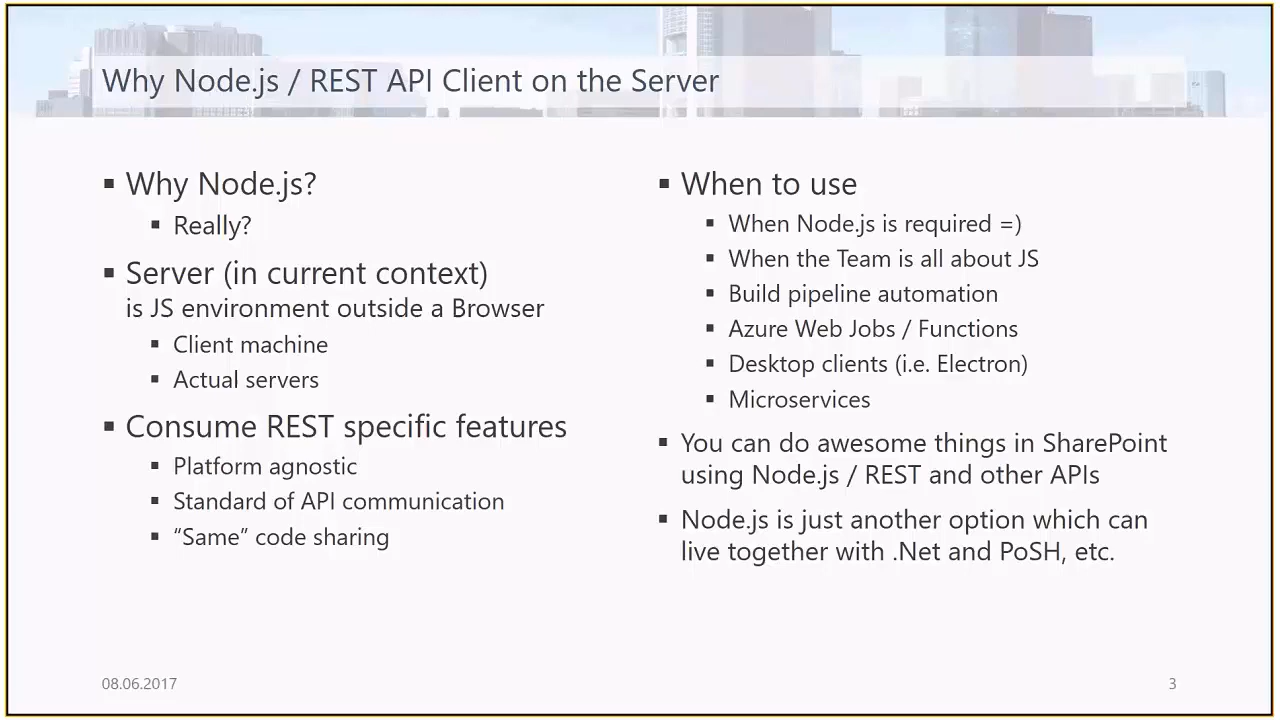 Why Node.js / REST API Client on the Server
▪ Why Node.js?
▪ Really?
▪ Server (in current context)
is JS environment outside a Browser
▪ Client machine
▪ Actual servers
▪ Consume REST specific features
▪ Platform agnostic
▪ Standard of API communication
▪ “Same” code sharing
▪ When to use
▪ When Node.js is required =)
▪ When the Team is all about JS
▪ Build pipeline automation
▪ Azure Web Jobs / Functions
▪ Desktop clients (i.e. Electron)
▪ Microservices
▪ You can do awesome things in SharePoint
using Node.js / REST and other APIs
▪ Node.js is just another option which can
live together with .Net and PoSH, etc.
08.06.2017
3